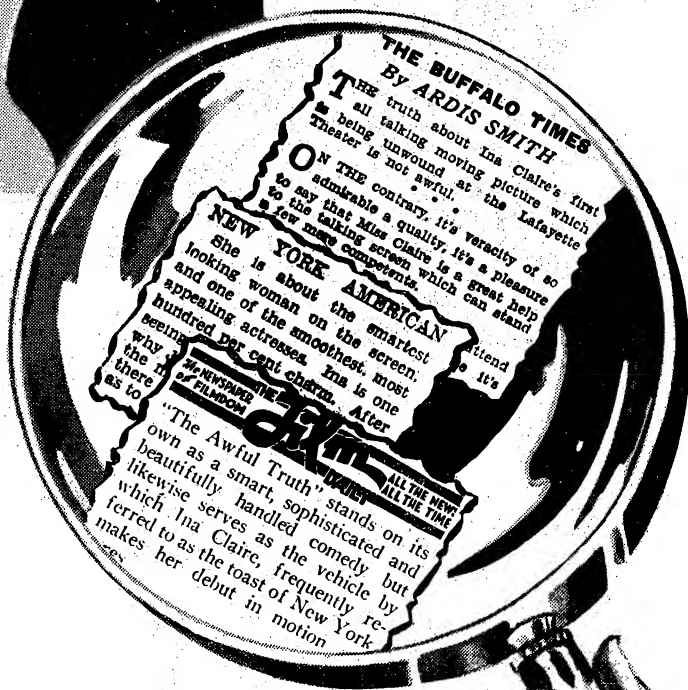 THE BUFFALO TIMES
By ARDIS SMITH
THE truth about Ina Claire's first
all talking moving picture which
is being unwound at the Lafayette
Theater is not awful.
ON THE contrary, it's veracity of so
admirable a quality, it's a pleasure
to say that Miss Claire is a great help
to the talking screen which can stand
a few more competents.
it's
NEW YORK AMERICAN
She is about the smartest
looking woman on the screen
and one of the smoothest, most
appealing actresses. Ina is one
hundred per cent charm. After
why
the
there
as to
The NEWSPAPER
of FILMDOM
THE
Film
DAILY
ALL THE NEWS
ALL THE TIME
"The Awful Truth" stands on its
own as a smart, sophisticated and
beautifully handled comedy, but
likewise serves as the vehicle by
which Ina Claire, frequently re-
ferred to as the toast of New York
makes her debut in motion